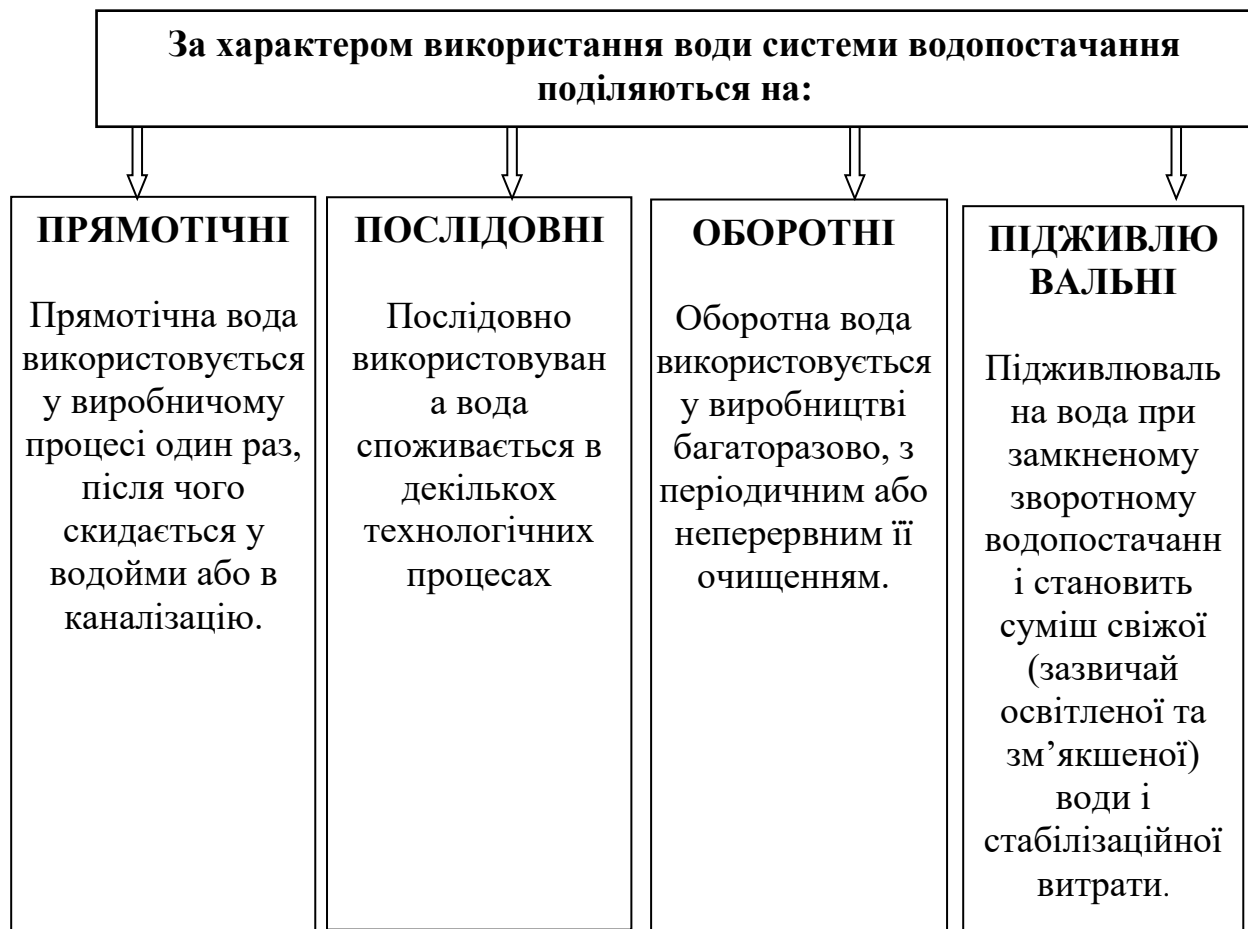 За характером використання води системи водопостачання
поділяються на:
ПРЯМОТІЧНІ
Прямотічна вода
використовується
у виробничому
процесі один раз,
після чого
скидається у
водойми або в
каналізацію.
ПОСЛІДОВНІ
Послідовно
використовуван
а вода
споживається в
декількох
технологічних
процесах
ОБОРОТНІ
Оборотна вода
використовується
у виробництві
багаторазово, з
періодичним або
неперервним її
очищенням.
ПІДЖИВЛЮ
ВАЛЬНІ
Підживлюваль
на вода при
замкненому
зворотному
водопостачанн
і становить
суміш свіжої
(зазвичай
освітленої та
зм’якшеної)
води і
стабілізаційної
витрати.